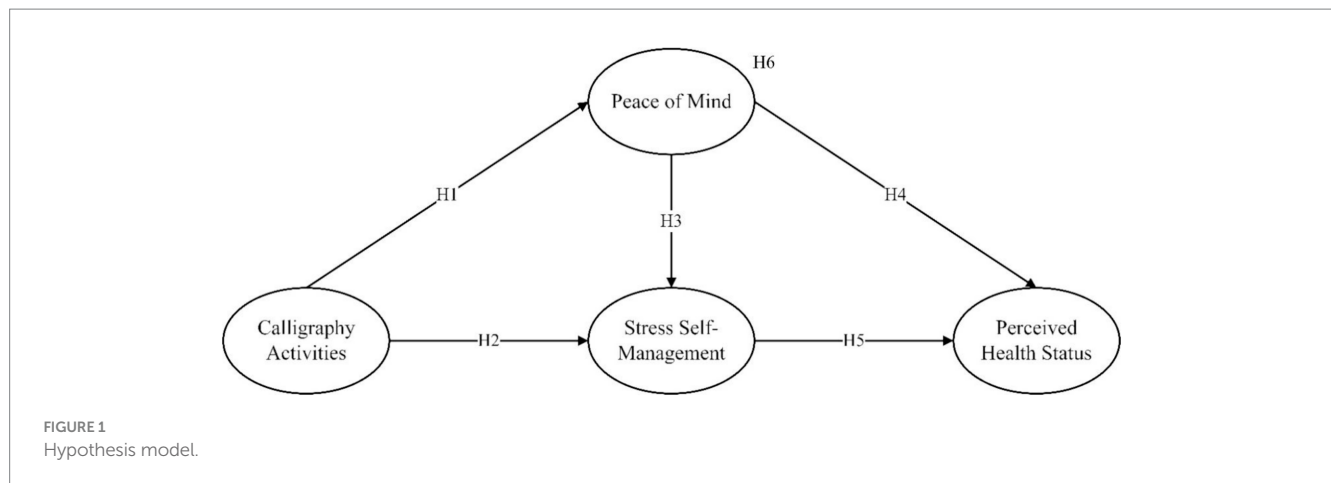 H6
Peace of Mind
H1
H4
H3
Calligraphy
Activities
H2
Stress Self-
Management
H5
Perceived
Health Status
FIGURE 1
Hypothesis model.